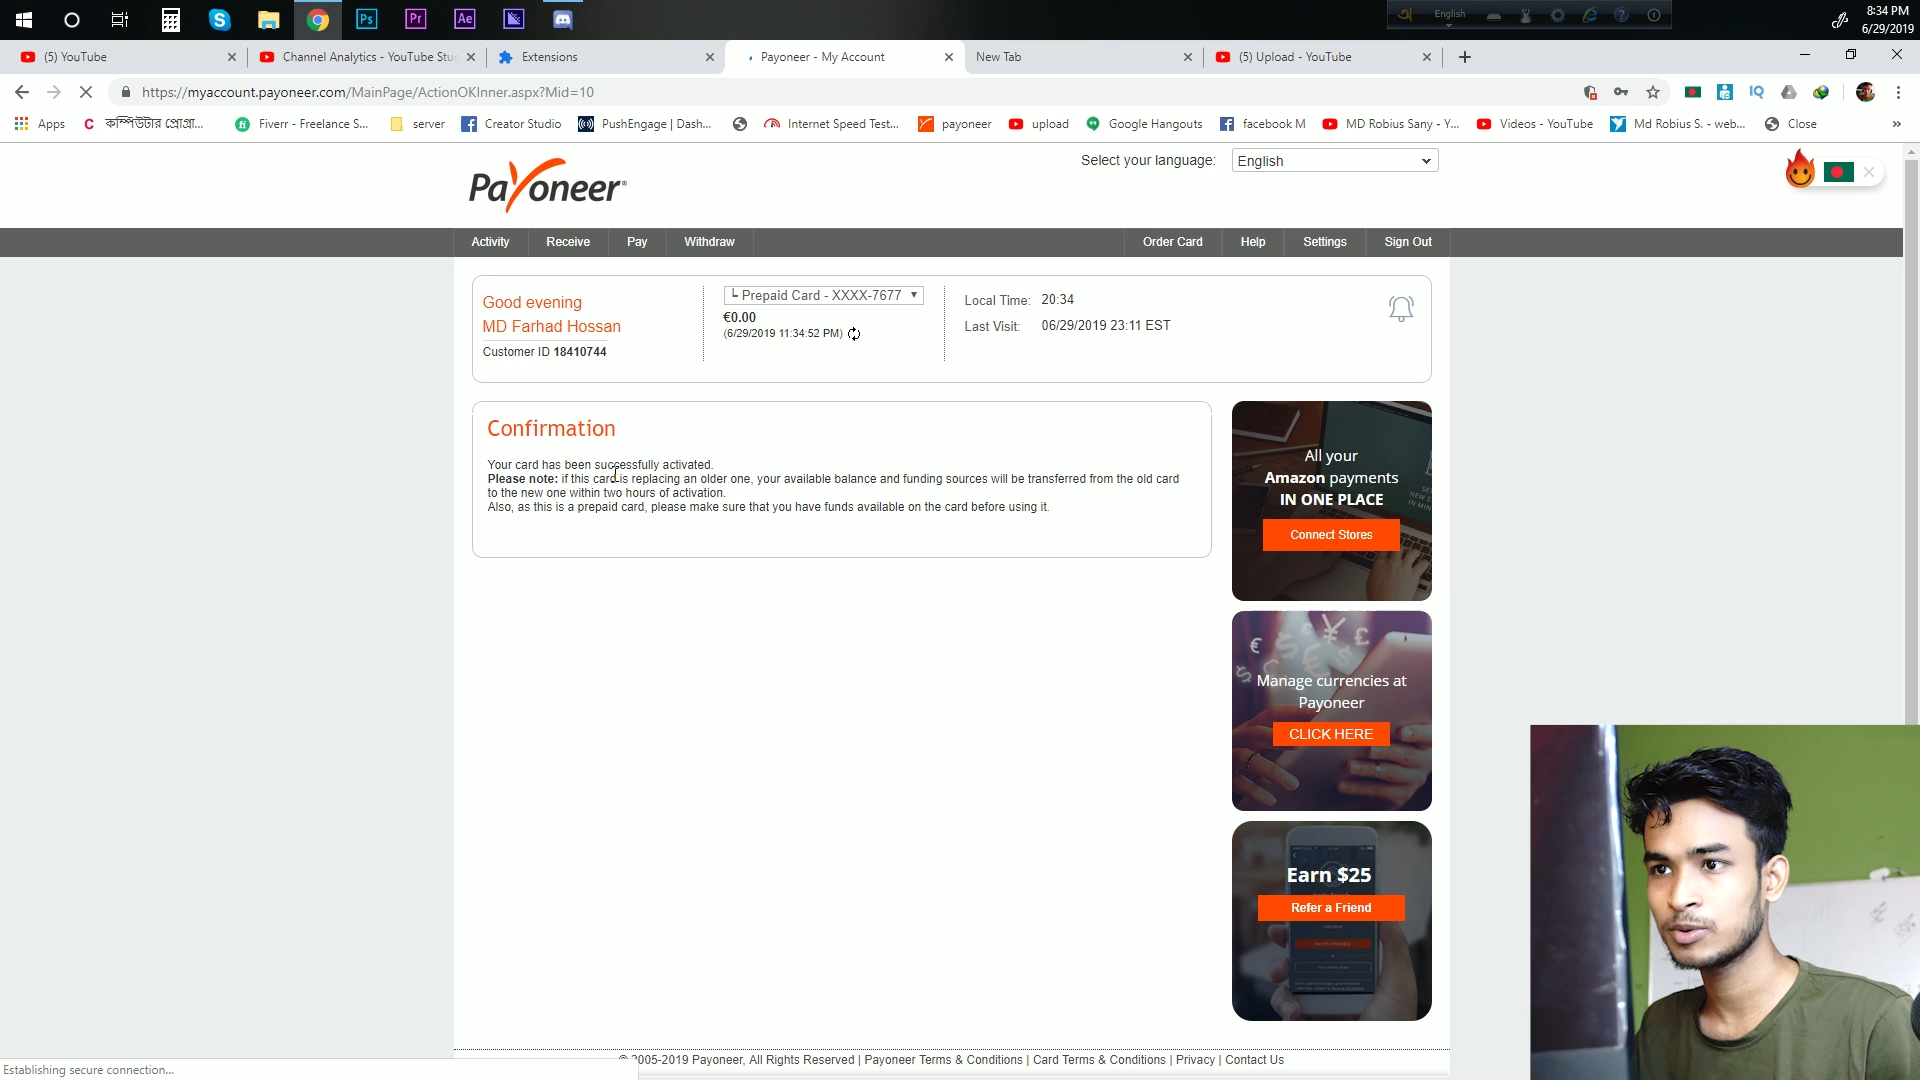 8:34 PM
English
6/29/2019
(5) YouTube
Channel Analytics - YouTube Stu
Extensions
Payoneer - My Account
New Tab
(5) Upload - YouTube
https://myaccount.payoneer.com/MainPage/ActionOKInner.aspx?Mid=10
Apps
কম্পিউটার প্রোগ্রা...
Fiverr - Freelance S...
server
Creator Studio
PushEngage | Dash...
Internet Speed Test...
payoneer
upload
Google Hangouts
facebook M
MD Robius Sany - Y...
Videos - YouTube
Md Robius S. - web...
Close
»
Payoneer
Select your language:
English
Activity
Receive
Pay
Withdraw
Order Card
Help
Settings
Sign Out
Good evening
MD Farhad Hossan
Customer ID 18410744
Prepaid Card - XXXX-7677
€0.00
(6/29/2019 11:34:52 PM)
Local Time: 20:34
Last Visit: 06/29/2019 23:11 EST
Confirmation
Your card has been successfully activated.
Please note: if this card is replacing an older one, your available balance and funding sources will be transferred from the old card
to the new one within two hours of activation.
Also, as this is a prepaid card, please make sure that you have funds available on the card before using it.
All your
Amazon payments
IN ONE PLACE
Connect Stores
Manage currencies at
Payoneer
CLICK HERE
Earn $25
Refer a Friend
2005-2019 Payoneer, All Rights Reserved | Payoneer Terms & Conditions | Card Terms & Conditions | Privacy | Contact Us
Establishing secure connection...